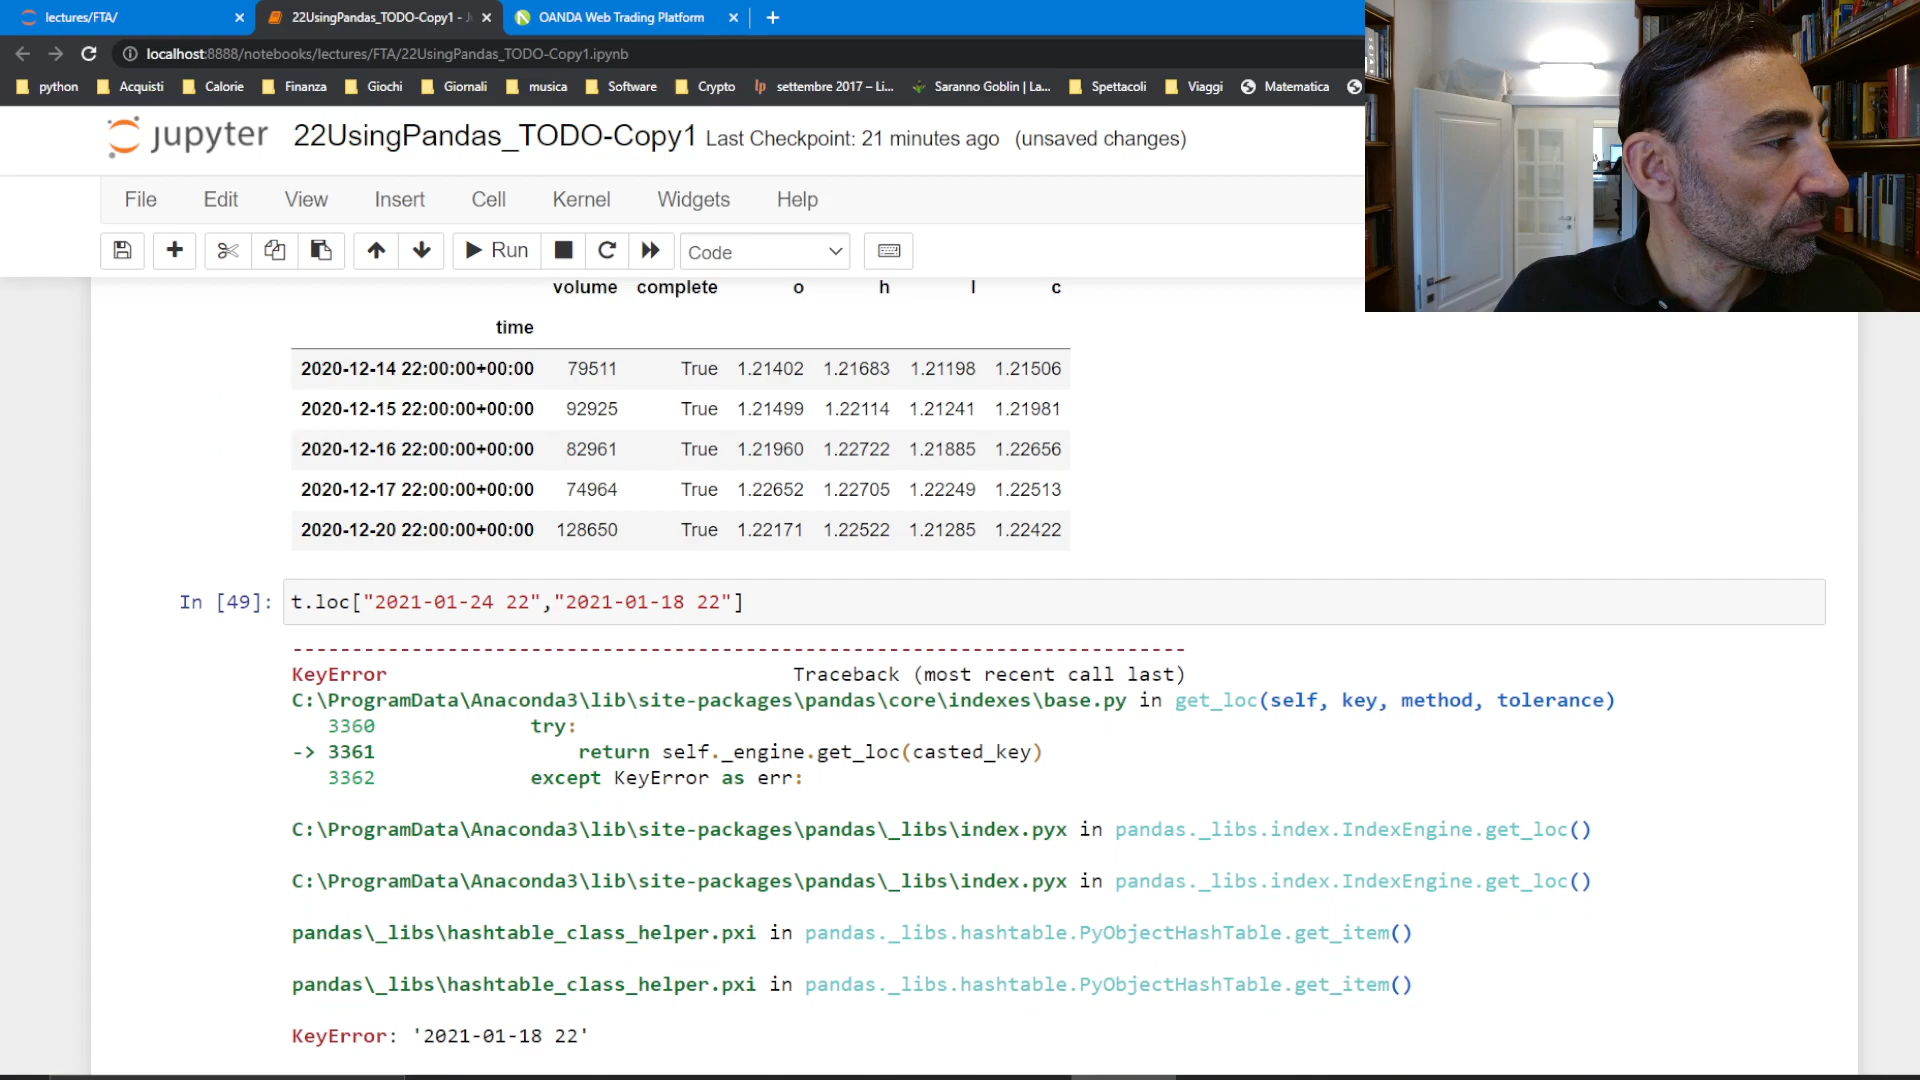 lectures/FTA/
22UsingPandas_TODO-Copy1 - J
OANDA Web Trading Platform
localhost:8888/notebooks/lectures/FTA/22UsingPandas_TODO-Copy1.ipynb
python Acquisti Calorie Finanza Giochi Giornali musica Software Crypto settembre 2017 – Li... Saranno Goblin | La... Spettacoli Viaggi Matematica
jupyter 22UsingPandas_TODO-Copy1 Last Checkpoint: 21 minutes ago (unsaved changes)
File Edit View Insert Cell Kernel Widgets Help
Run Code
volume complete o h l c
time
2020-12-14 22:00:00+00:00 79511 True 1.21402 1.21683 1.21198 1.21506
2020-12-15 22:00:00+00:00 92925 True 1.21499 1.22114 1.21241 1.21981
2020-12-16 22:00:00+00:00 82961 True 1.21960 1.22722 1.21885 1.22656
2020-12-17 22:00:00+00:00 74964 True 1.22652 1.22705 1.22249 1.22513
2020-12-20 22:00:00+00:00 128650 True 1.22171 1.22522 1.21285 1.22422
In [49]: t.loc["2021-01-24 22","2021-01-18 22"]
---------------------------------------------------------------------------
KeyError Traceback (most recent call last)
C:\ProgramData\Anaconda3\lib\site-packages\pandas\core\indexes\base.py in get_loc(self, key, method, tolerance)
3360 try:
-> 3361 return self._engine.get_loc(casted_key)
3362 except KeyError as err:
C:\ProgramData\Anaconda3\lib\site-packages\pandas\_libs\index.pyx in pandas._libs.index.IndexEngine.get_loc()
C:\ProgramData\Anaconda3\lib\site-packages\pandas\_libs\index.pyx in pandas._libs.index.IndexEngine.get_loc()
pandas\_libs\hashtable_class_helper.pxi in pandas._libs.hashtable.PyObjectHashTable.get_item()
pandas\_libs\hashtable_class_helper.pxi in pandas._libs.hashtable.PyObjectHashTable.get_item()
KeyError: '2021-01-18 22'